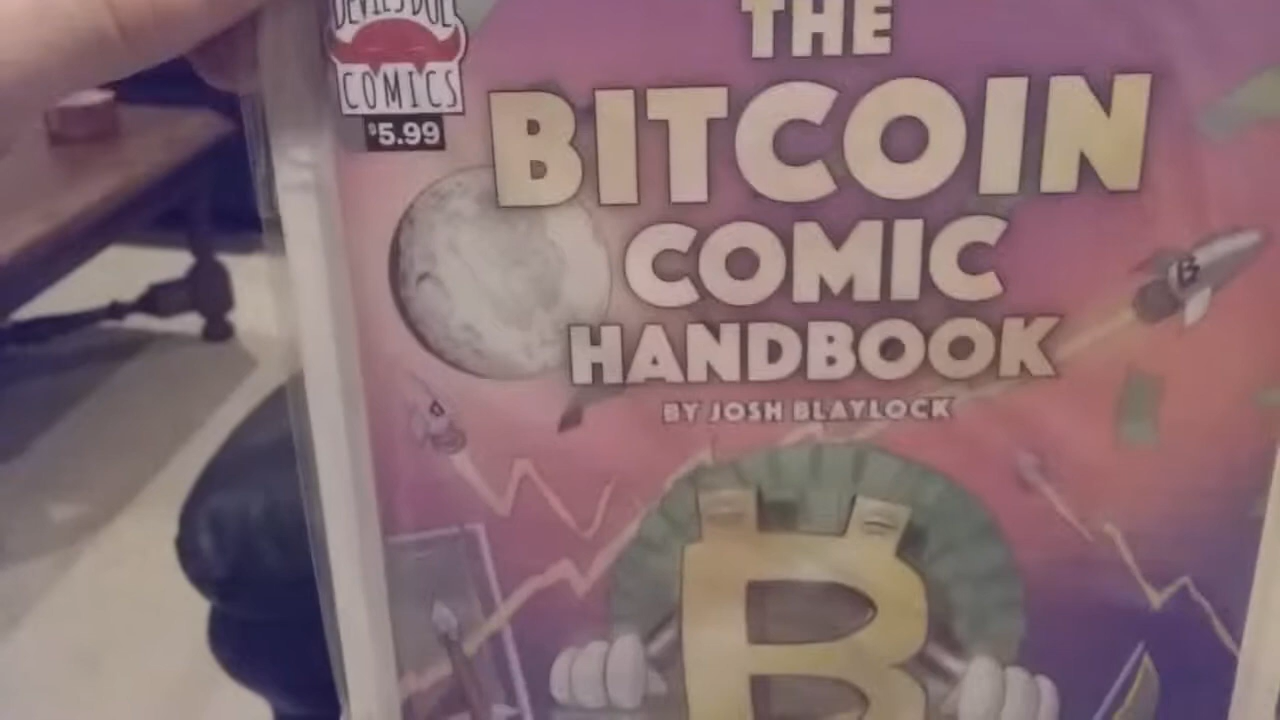 DEVIL'S DUE
COMICS
$5.99
THE
BITCOIN
COMIC
HANDBOOK
BY JOSH BLAYLOCK
B
B